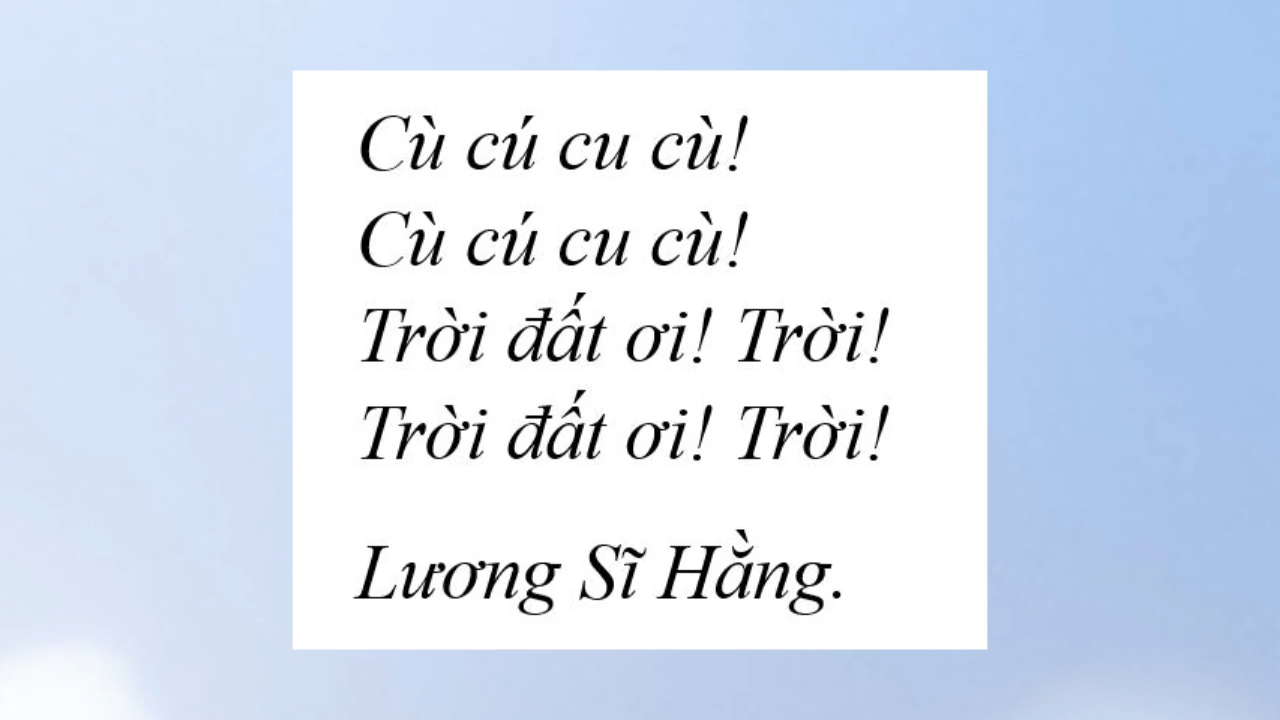 Cù cú cu cù!
Cù cú cu cù!
Trời đất ơi! Trời!
Trời đất ơi! Trời!
Lương Sĩ Hằng.